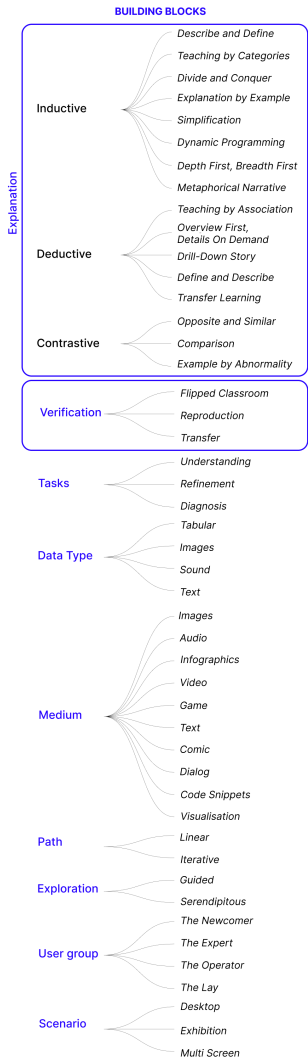 BUILDING BLOCKS
Explanation
Inductive
Describe and Define
Teaching by Categories
Divide and Conquer
Explanation by Example
Simplification
Dynamic Programming
Depth First, Breadth First
Metaphorical Narrative
Deductive
Teaching by Association
Overview First,
Details On Demand
Drill-Down Story
Define and Describe
Transfer Learning
Contrastive
Opposite and Similar
Comparison
Example by Abnormality
Verification
Flipped Classroom
Reproduction
Transfer
Tasks
Understanding
Refinement
Diagnosis
Data Type
Tabular
Images
Sound
Text
Medium
Images
Audio
Infographics
Video
Game
Text
Comic
Dialog
Code Snippets
Visualisation
Path
Linear
Iterative
Exploration
Guided
Serendipitous
User group
The Newcomer
The Expert
The Operator
The Lay
Scenario
Desktop
Exhibition
Multi Screen